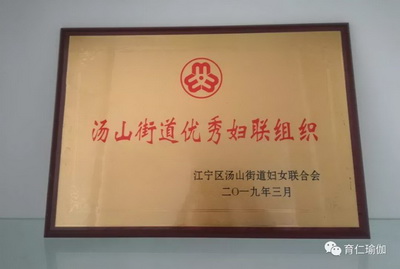 汤山街道优秀妇联组织
江宁区汤山街道妇女联合会
二〇一九年三月
育仁瑜伽